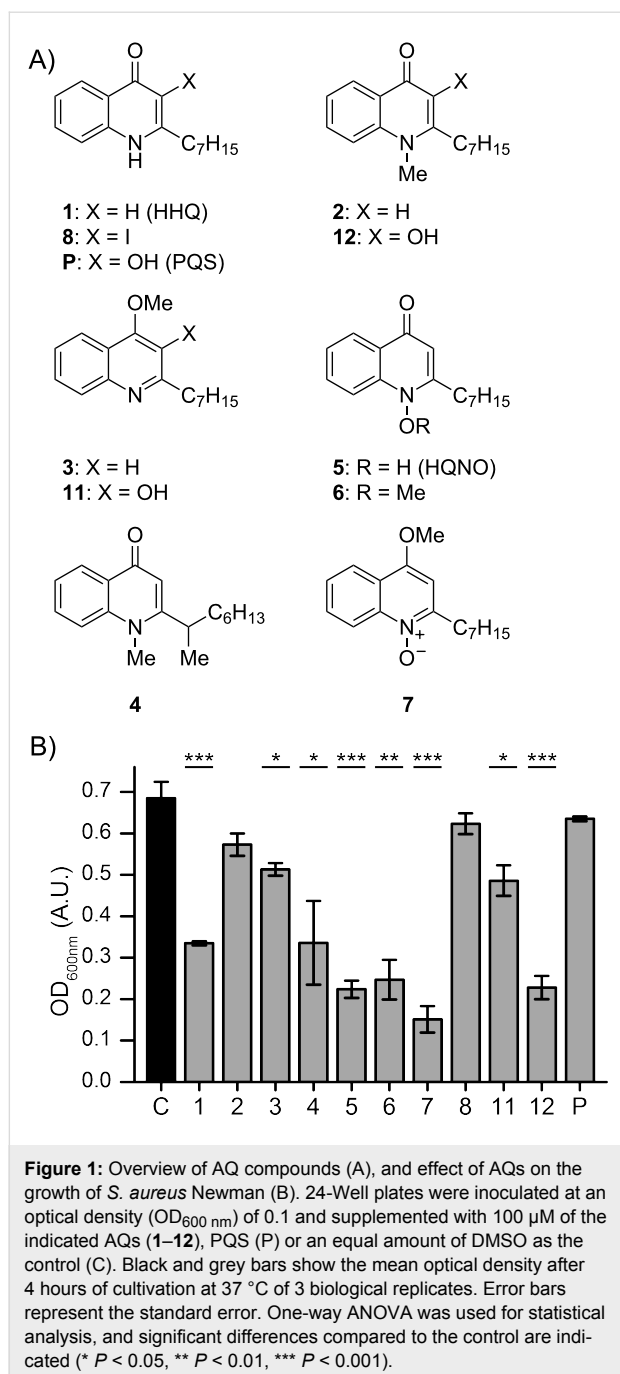 A)
O
X
N
H
C7H15
O
X
N
Me
C7H15
1: X = H (HHQ)
8: X = I
P: X = OH (PQS)
2: X = H
12: X = OH
OMe
X
N
C7H15
O
N
OR
C7H15
3: X = H
11: X = OH
5: R = H (HQNO)
6: R = Me
O
N
Me
C6H13
Me
OMe
N+
O−
C7H15
4
7
B)
*** * * *** ** *** * ***
0.7
0.6
0.5
0.4
0.3
0.2
0.1
0.0
OD600nm (A.U.)
C 1 2 3 4 5 6 7 8 11 12 P
Figure 1: Overview of AQ compounds (A), and effect of AQs on the
growth of S. aureus Newman (B). 24-Well plates were inoculated at an
optical density (OD600 nm) of 0.1 and supplemented with 100 µM of the
indicated AQs (1–12), PQS (P) or an equal amount of DMSO as the
control (C). Black and grey bars show the mean optical density after
4 hours of cultivation at 37 °C of 3 biological replicates. Error bars
represent the standard error. One-way ANOVA was used for statistical
analysis, and significant differences compared to the control are indi-
cated (* P < 0.05, ** P < 0.01, *** P < 0.001).